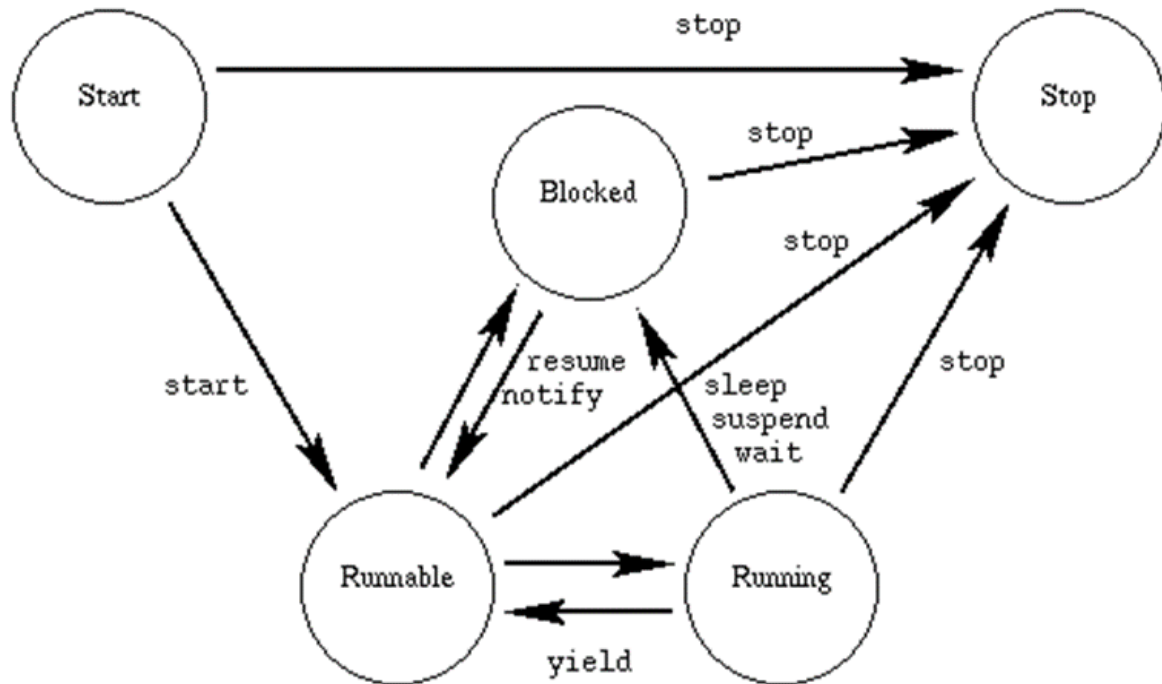 stop
Start
Stop
stop
Blocked
stop
resume
notify
start
sleep
suspend
wait
stop
Runnable
Running
yield